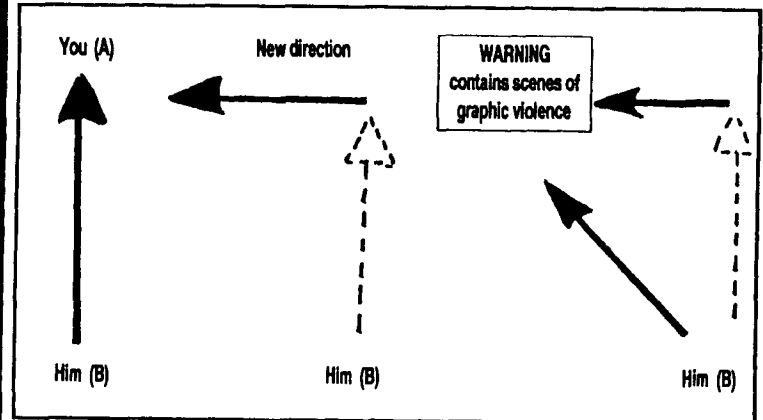 You (A)
New direction
WARNING
contains scenes of
graphic violence
Him (B)
Him (B)
Him (B)